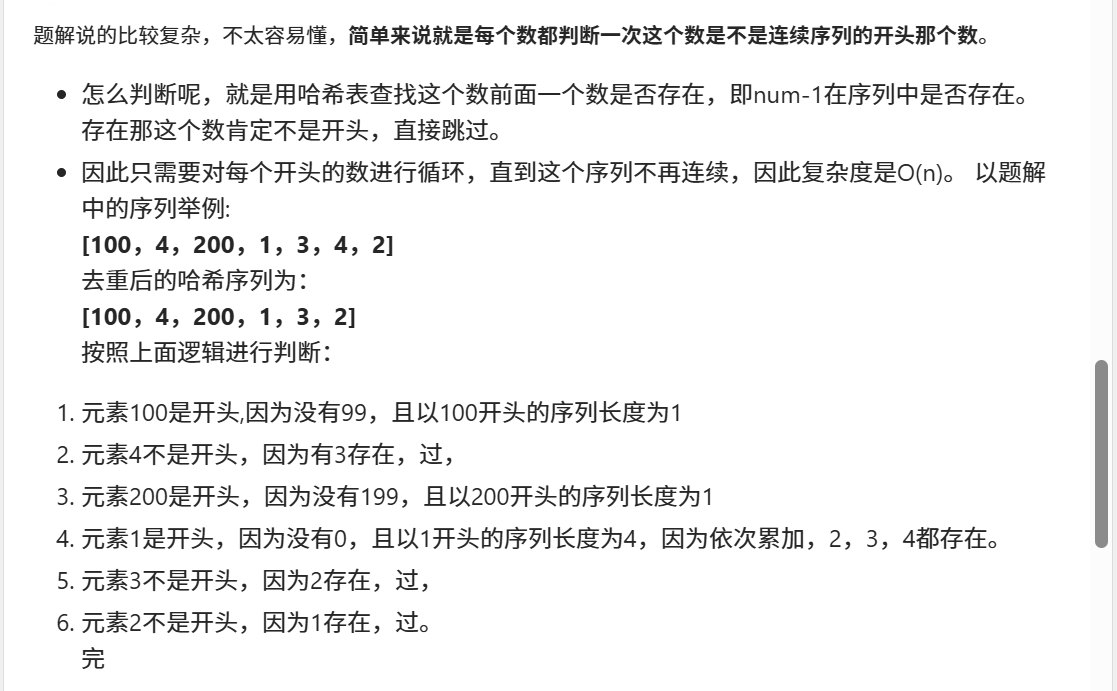 题解说的比较复杂，不太容易懂，简单来说就是每个数都判断一次这个数是不是连续序列的开头那个数。
• 怎么判断呢，就是用哈希表查找这个数前面一个数是否存在，即num-1在序列中是否存在。
存在那这个数肯定不是开头，直接跳过。
• 因此只需要对每个开头的数进行循环，直到这个序列不再连续，因此复杂度是O(n)。 以题解
中的序列举例:
[100，4，200，1，3，4，2]
去重后的哈希序列为：
[100，4，200，1，3，2]
按照上面逻辑进行判断：
1. 元素100是开头,因为没有99，且以100开头的序列长度为1
2. 元素4不是开头，因为有3存在，过，
3. 元素200是开头，因为没有199，且以200开头的序列长度为1
4. 元素1是开头，因为没有0，且以1开头的序列长度为4，因为依次累加，2，3，4都存在。
5. 元素3不是开头，因为2存在，过，
6. 元素2不是开头，因为1存在，过。
完